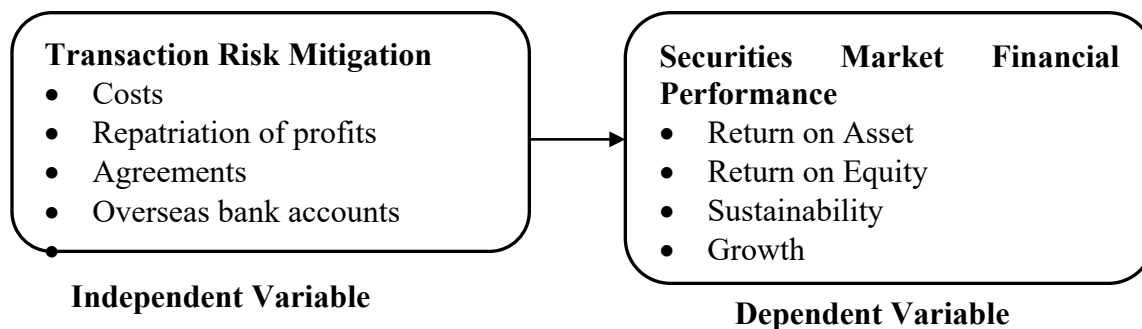 Transaction Risk Mitigation
• Costs
• Repatriation of profits
• Agreements
• Overseas bank accounts
•
Independent Variable
Securities Market Financial
Performance
• Return on Asset
• Return on Equity
• Sustainability
• Growth
Dependent Variable